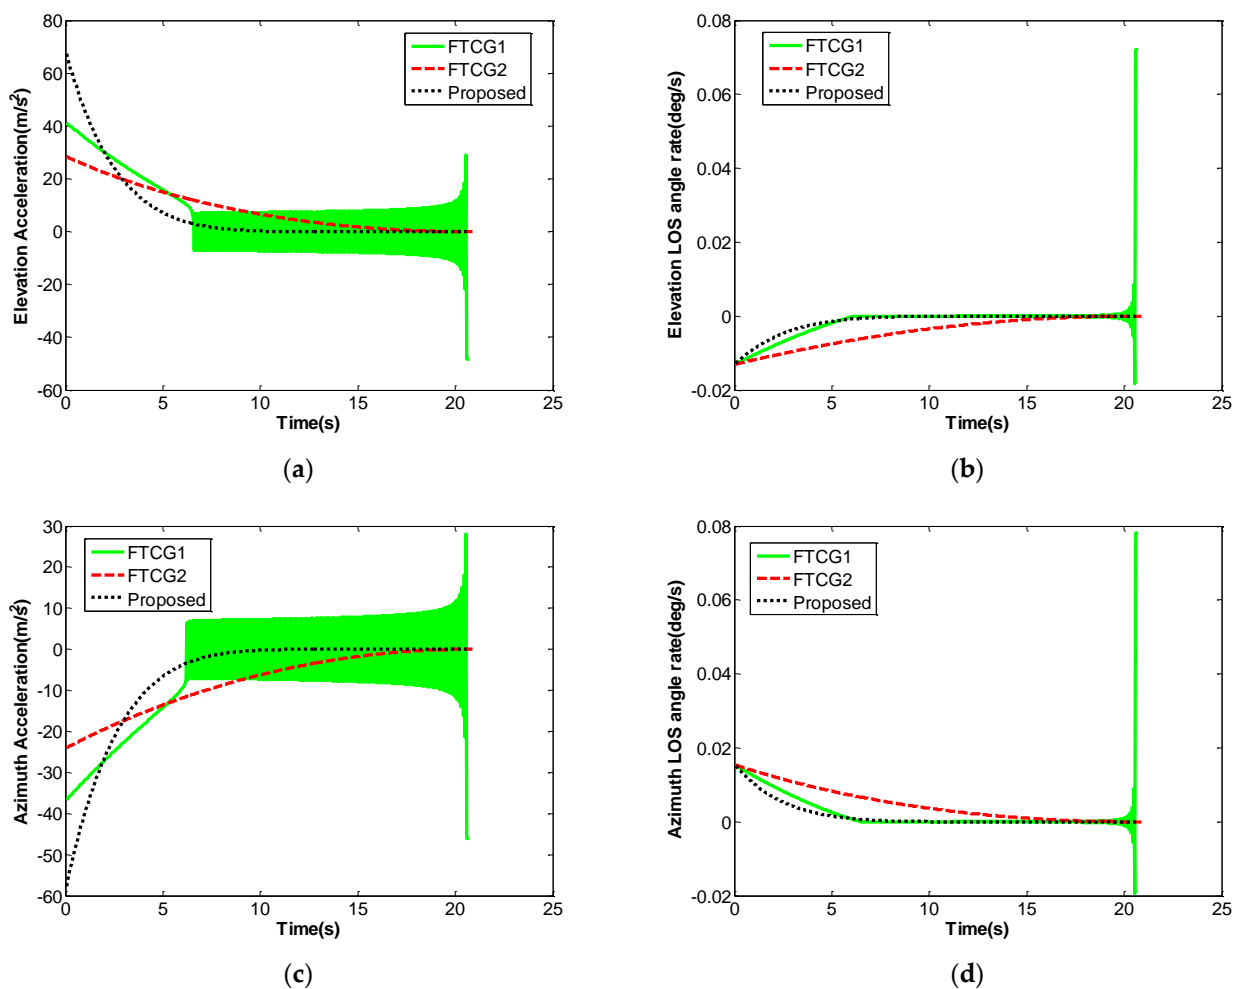 80
60
40
20
0
-20
-40
-60
0 5 10 15 20 25
Elevation Acceleration(m/s²)
Time(s)
FTCG1
FTCG2
Proposed
(a)
0.08
0.06
0.04
0.02
0
-0.02
0 5 10 15 20 25
Elevation LOS angle rate(deg/s)
Time(s)
FTCG1
FTCG2
Proposed
(b)
30
20
10
0
-10
-20
-30
-40
-50
-60
0 5 10 15 20 25
Azimuth Acceleration(m/s²)
Time(s)
FTCG1
FTCG2
Proposed
(c)
0.08
0.06
0.04
0.02
0
-0.02
0 5 10 15 20 25
Azimuth LOS angle rate(deg/s)
Time(s)
FTCG1
FTCG2
Proposed
(d)